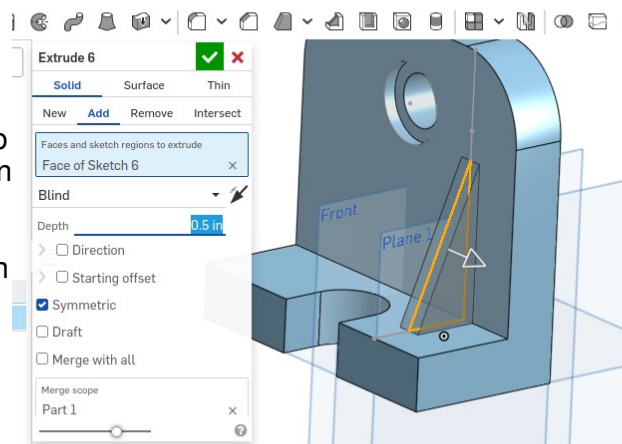 Extrude 6
Solid Surface Thin
New Add Remove Intersect
Faces and sketch regions to extrude
Face of Sketch 6
Blind
Depth 0.5 in
Direction
Starting offset
Symmetric
Draft
Merge with all
Merge scope
Part 1
Front
Plane 1